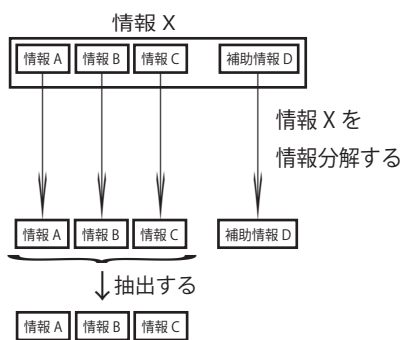 情報 X
情報 A 情報 B 情報 C 補助情報 D
情報 X を
情報分解する
情報 A 情報 B 情報 C 補助情報 D
抽出する
情報 A 情報 B 情報 C